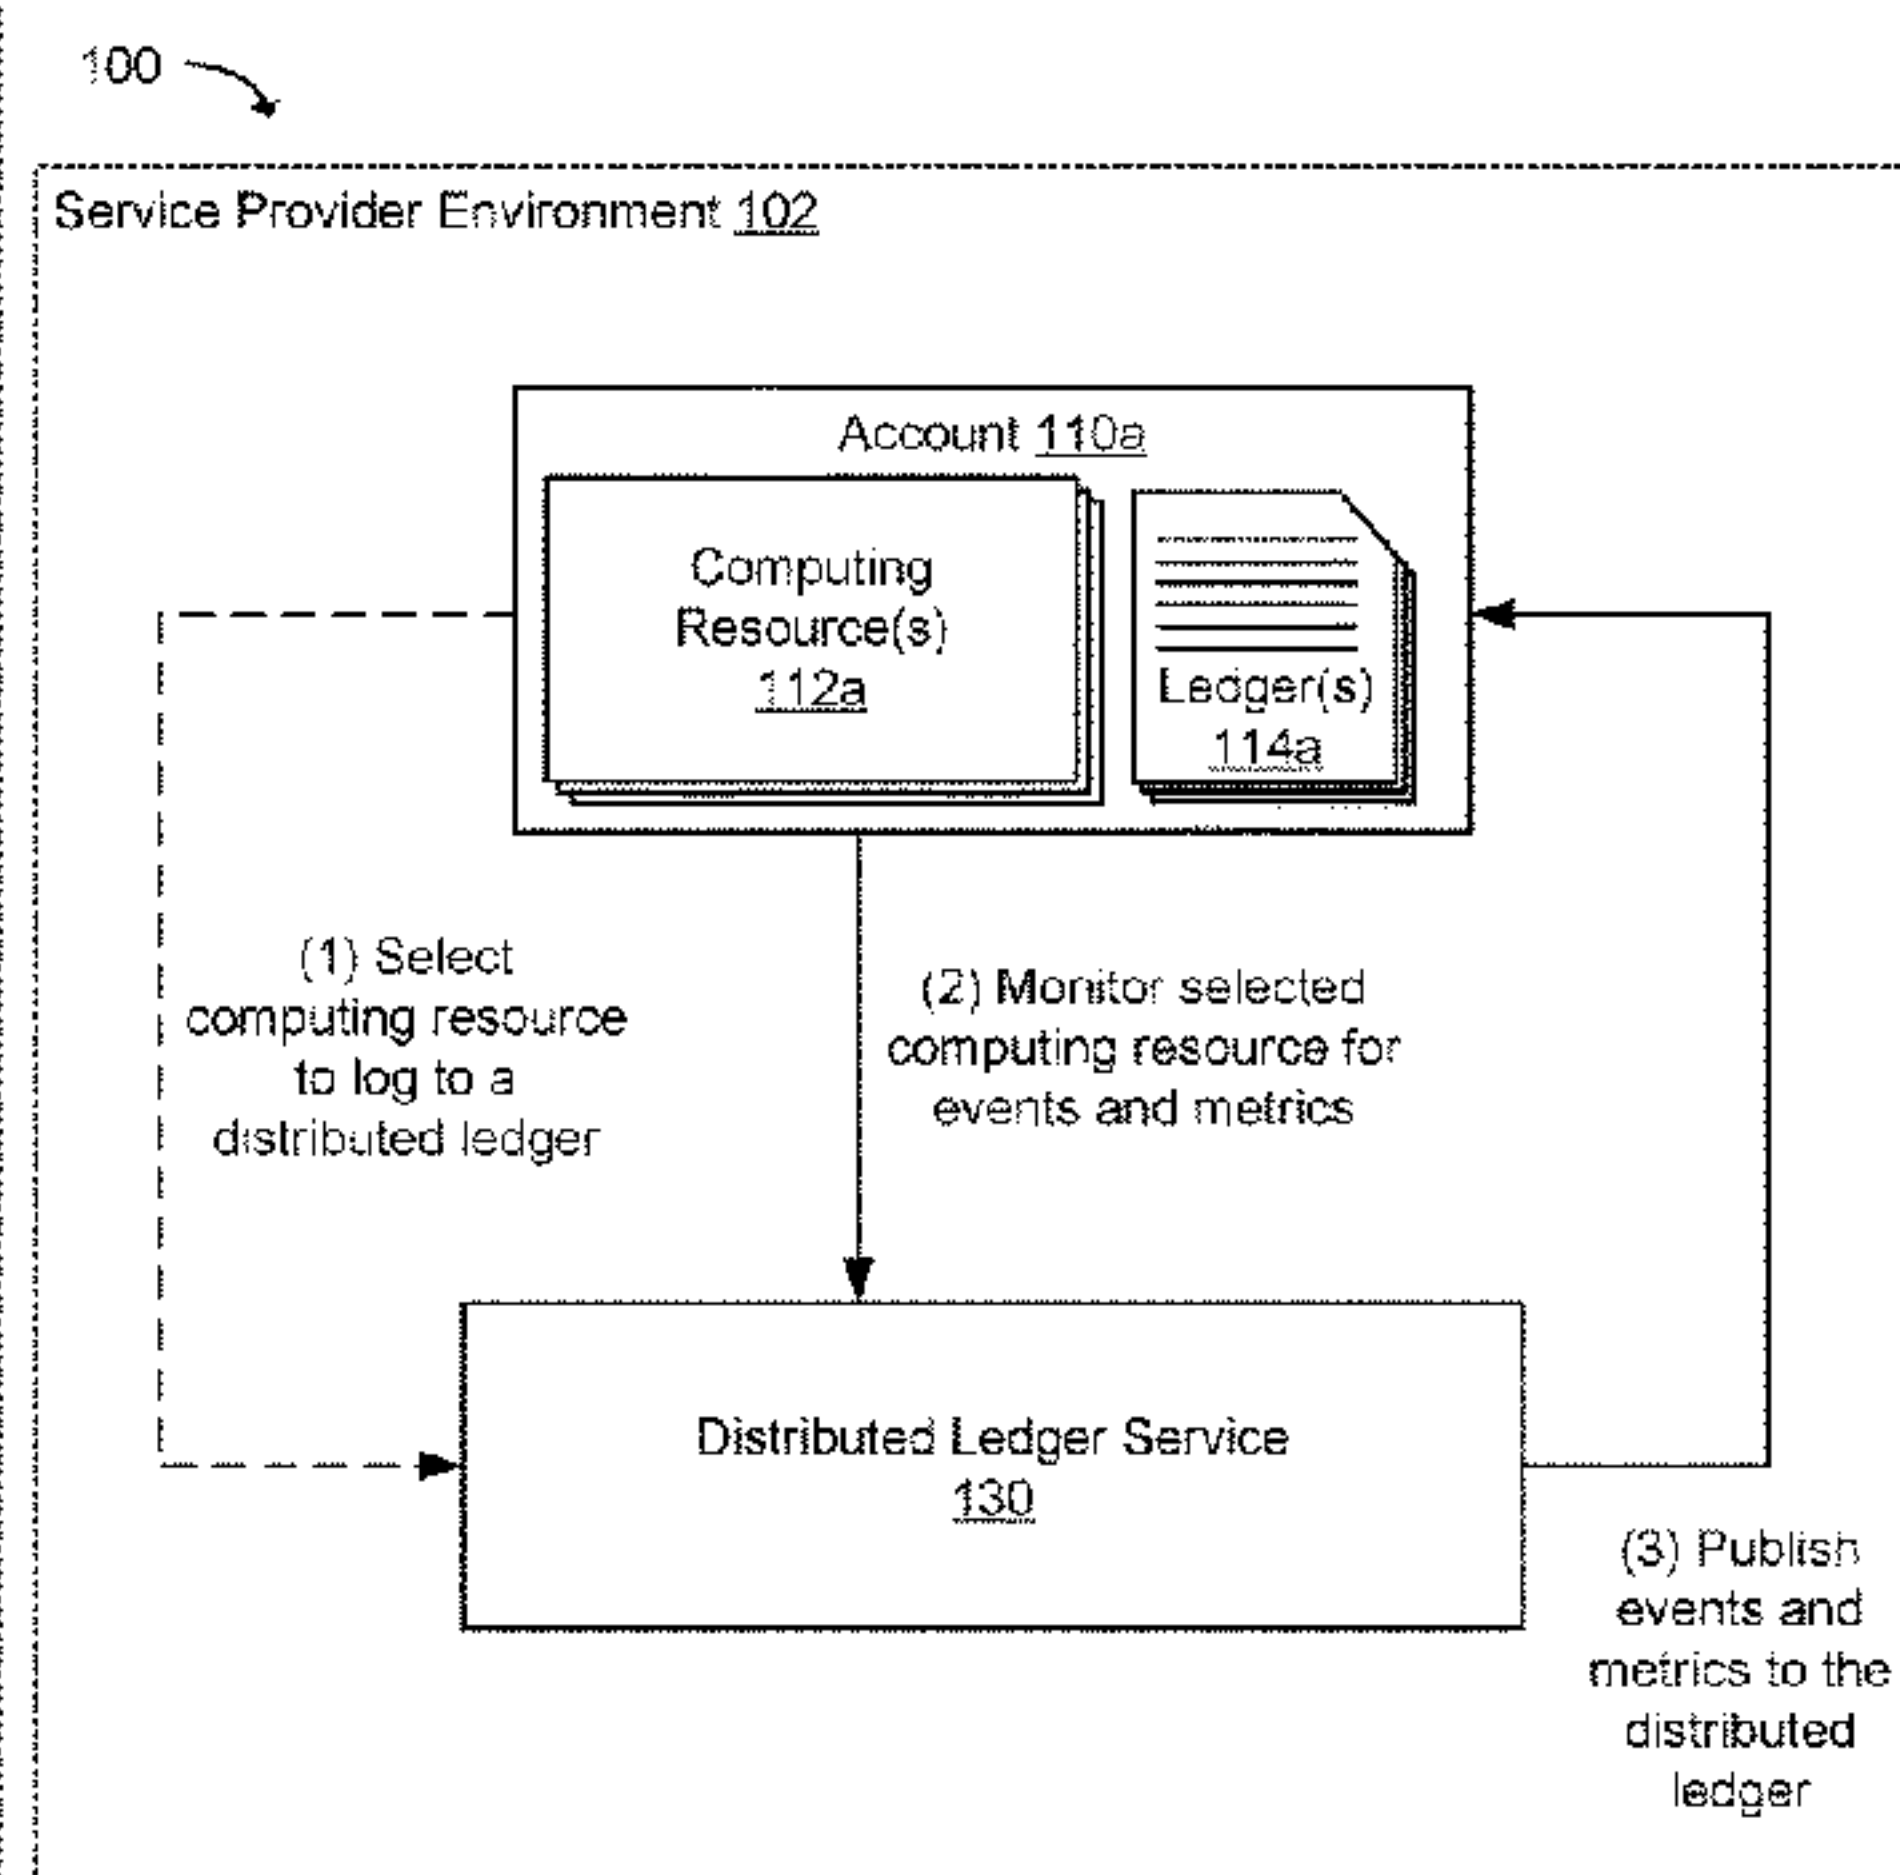 100
Service Provider Environment 102
Account 110a
Computing
Resource(s)
112a
Ledger(s)
114a
(1) Select
computing resource
to log to a
distributed ledger
(2) Monitor selected
computing resource for
events and metrics
Distributed Ledger Service
130
(3) Publish
events and
metrics to the
distributed
ledger